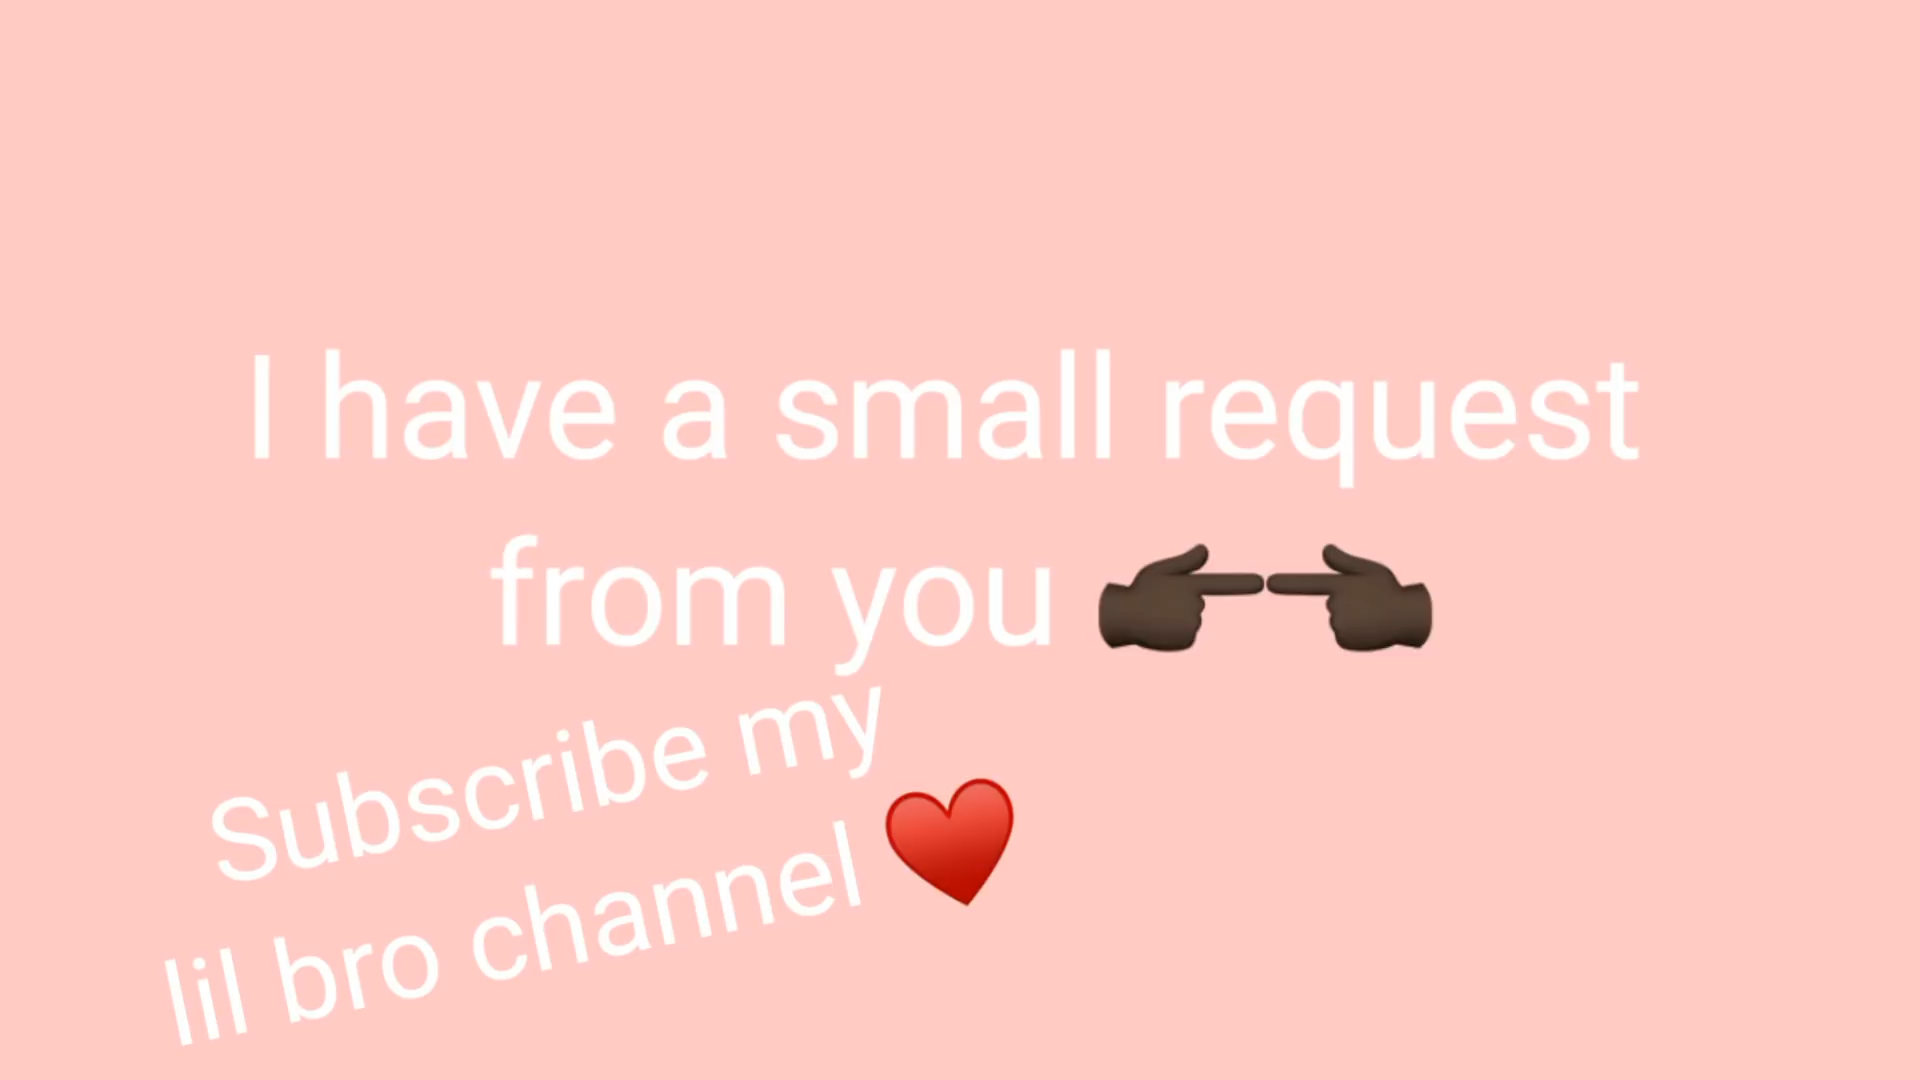 I have a small request
from you 👉🏿👈🏿
Subscribe my
lil bro channel ♥️